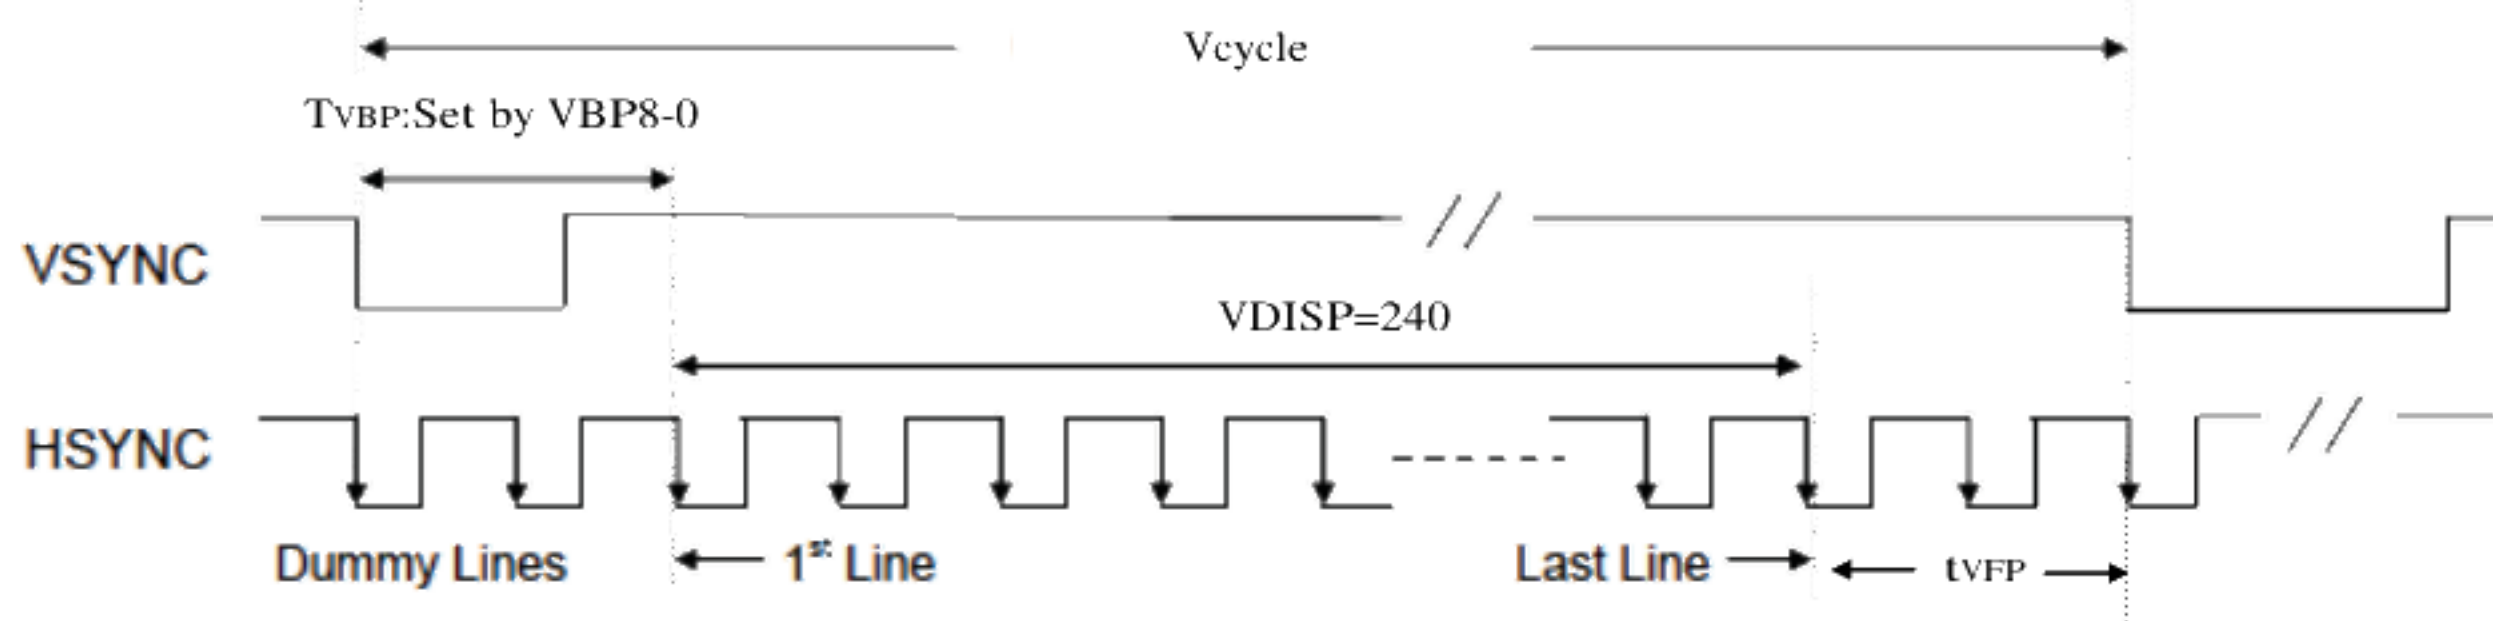 Vcycle
TVBP:Set by VBP8-0
VSYNC
VDISP=240
HSYNC
Dummy Lines
1st Line
Last Line
tVFP